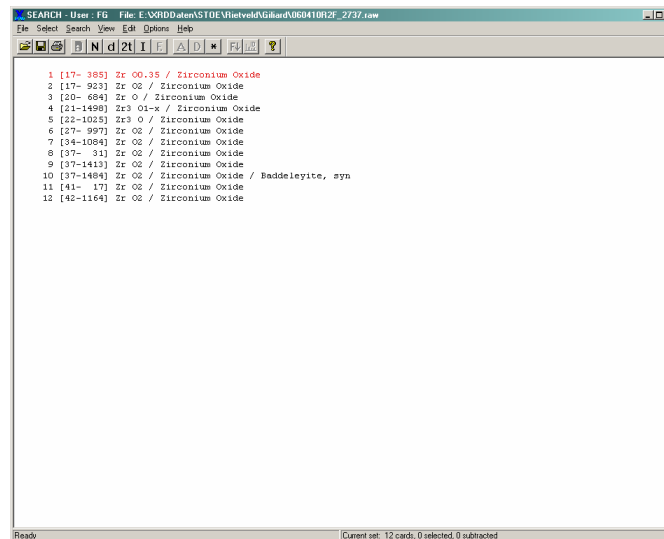 SEARCH - User : FG    File: E:\XRDDaten\STOE\Rietveld\Giliard\060410R2F_2737.raw
File Select Search View Edit Options Help
N d 2t I E A D *  ?
1 [17- 385] Zr O0.35 / Zirconium Oxide
2 [17- 923] Zr O2 / Zirconium Oxide
3 [20- 684] Zr O / Zirconium Oxide
4 [21-1498] Zr3 O1-x / Zirconium Oxide
5 [22-1025] Zr3 O / Zirconium Oxide
6 [27- 997] Zr O2 / Zirconium Oxide
7 [34-1084] Zr O2 / Zirconium Oxide
8 [37-  31] Zr O2 / Zirconium Oxide
9 [37-1413] Zr O2 / Zirconium Oxide
10 [37-1484] Zr O2 / Zirconium Oxide / Baddeleyite, syn
11 [41-  17] Zr O2 / Zirconium Oxide
12 [42-1164] Zr O2 / Zirconium Oxide
Ready Current set: 12 cards, 0 selected, 0 subtracted